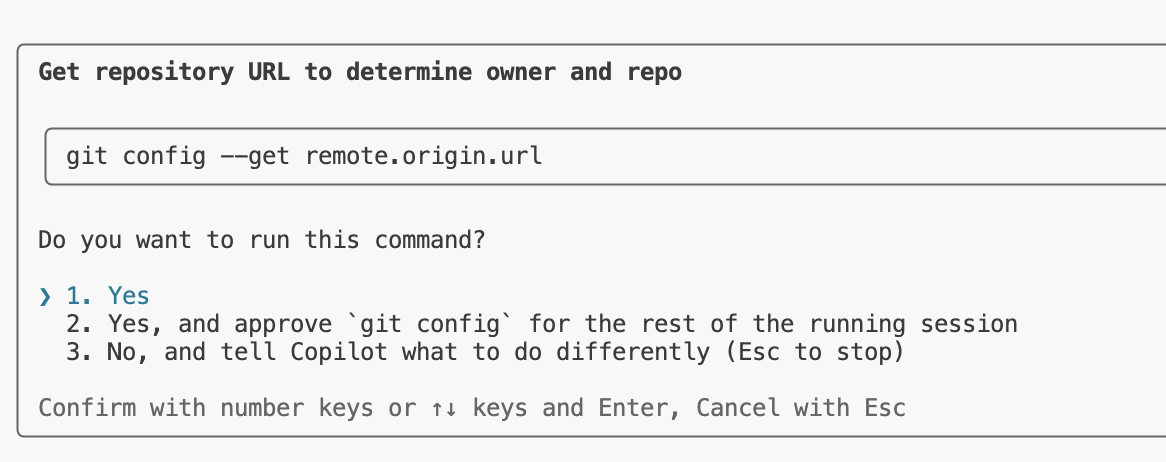 Get repository URL to determine owner and repo
git config --get remote.origin.url
Do you want to run this command?
❯ 1. Yes
2. Yes, and approve `git config` for the rest of the running session
3. No, and tell Copilot what to do differently (Esc to stop)
Confirm with number keys or ↑↓ keys and Enter, Cancel with Esc